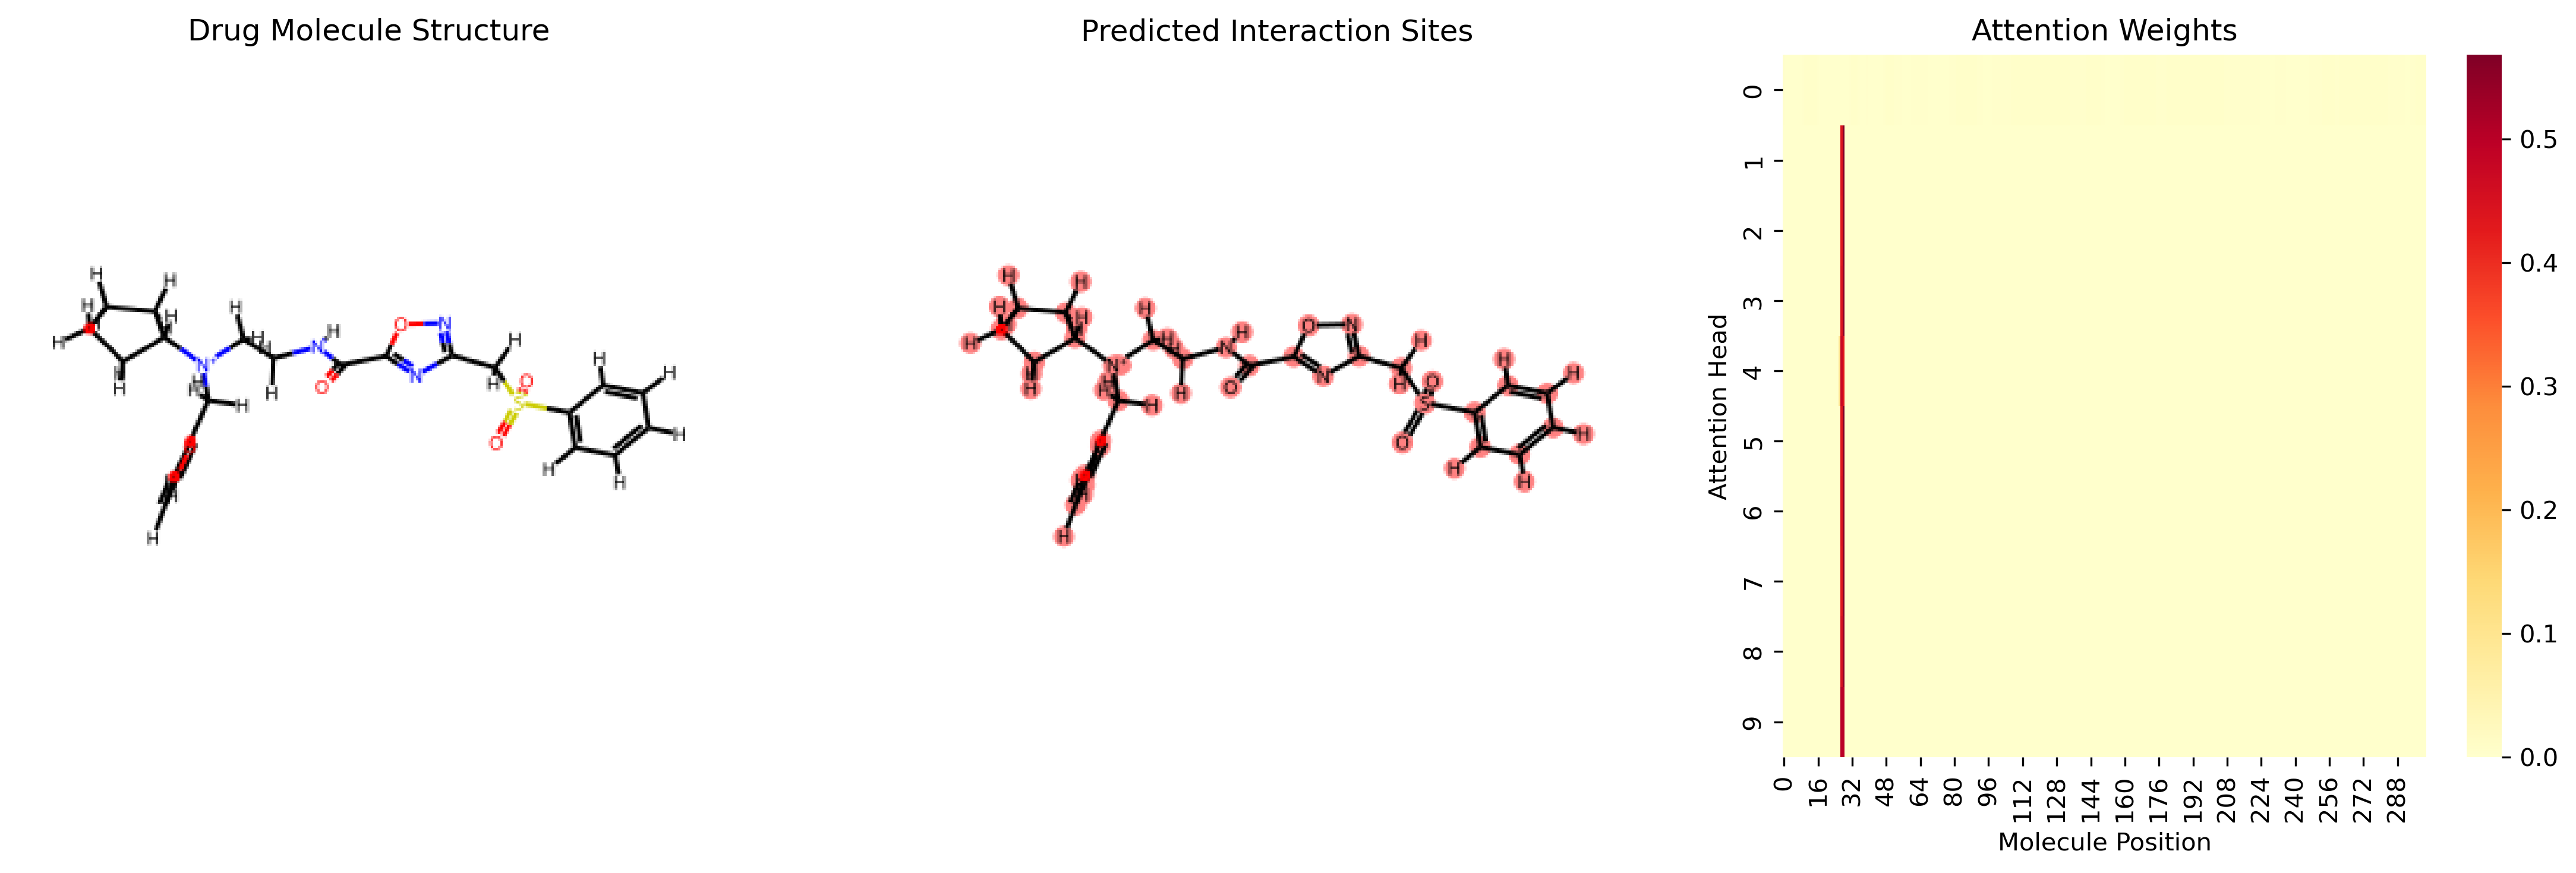 Drug Molecule Structure
Predicted Interaction Sites
Attention Weights
H H H H H H H H H H N N⁺ H H H H O O N N H H S O O H H H H H H H
H H H H H H H H N N⁺ H H H H O O N N H H S O O H H H H H H
Attention Head
0
1
2
3
4
5
6
7
8
9
0 16 32 48 64 80 96 112 128 144 160 176 192 208 224 240 256 272 288
Molecule Position
0.5
0.4
0.3
0.2
0.1
0.0